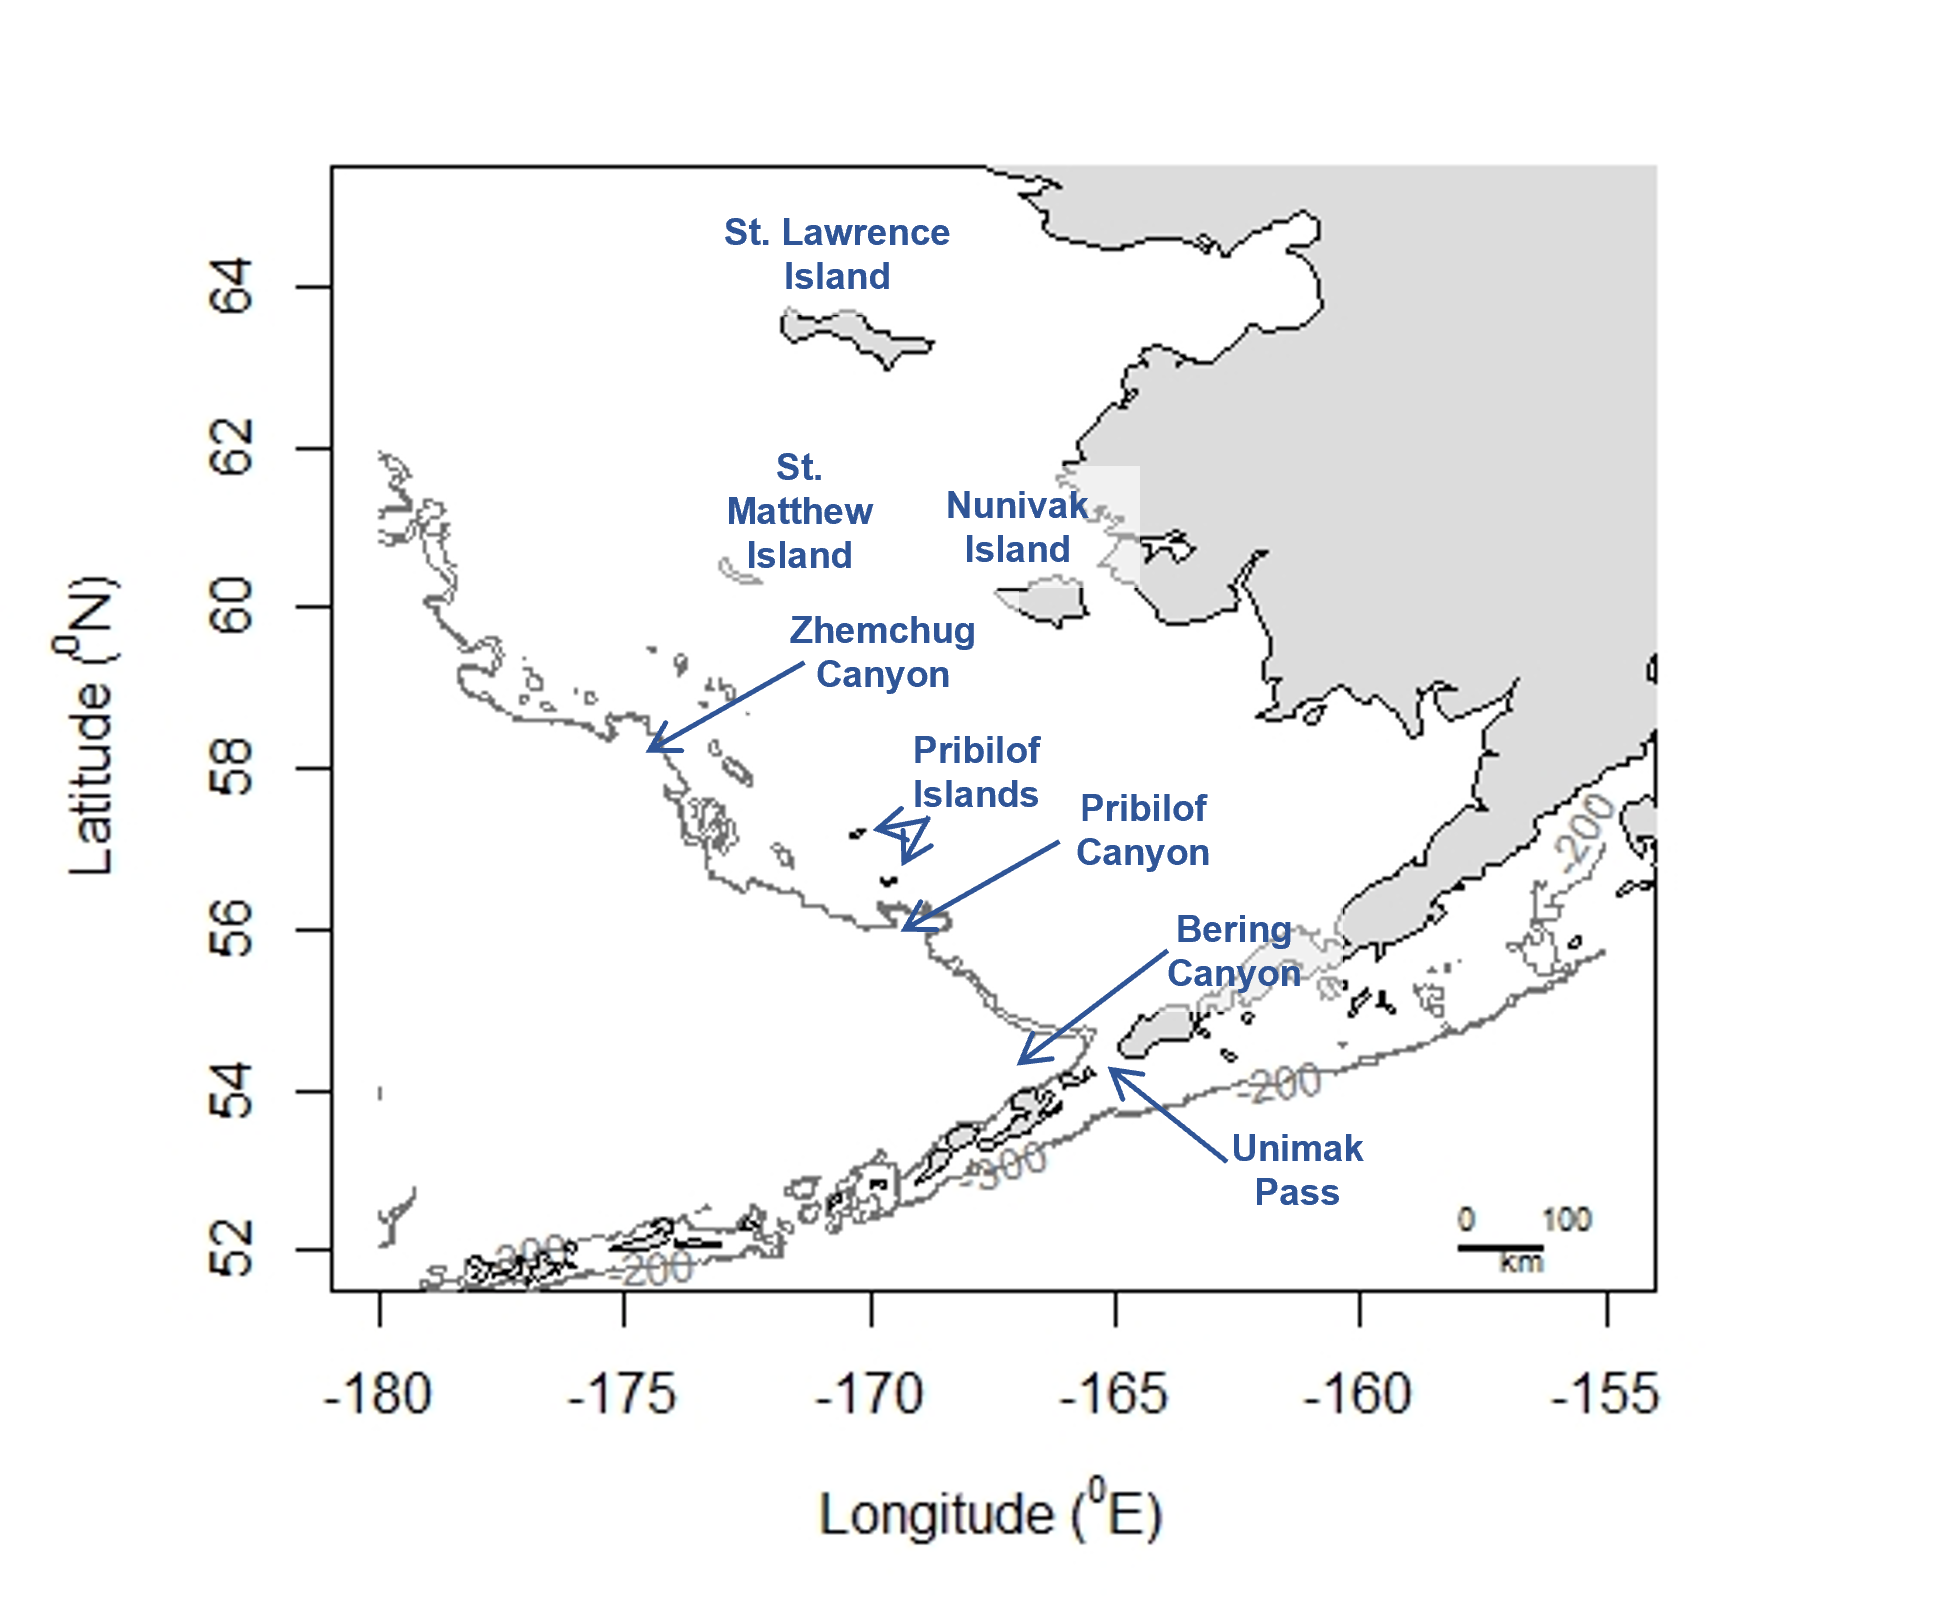 St. Lawrence
Island
St.
Matthew
Island
Nunivak
Island
Zhemchug
Canyon
Pribilof
Islands
Pribilof
Canyon
Bering
Canyon
Unimak
Pass
-200
-200
-300
-300
-200
0 100
km
64
62
60
58
56
54
52
Latitude (⁰N)
-180 -175 -170 -165 -160 -155
Longitude (⁰E)